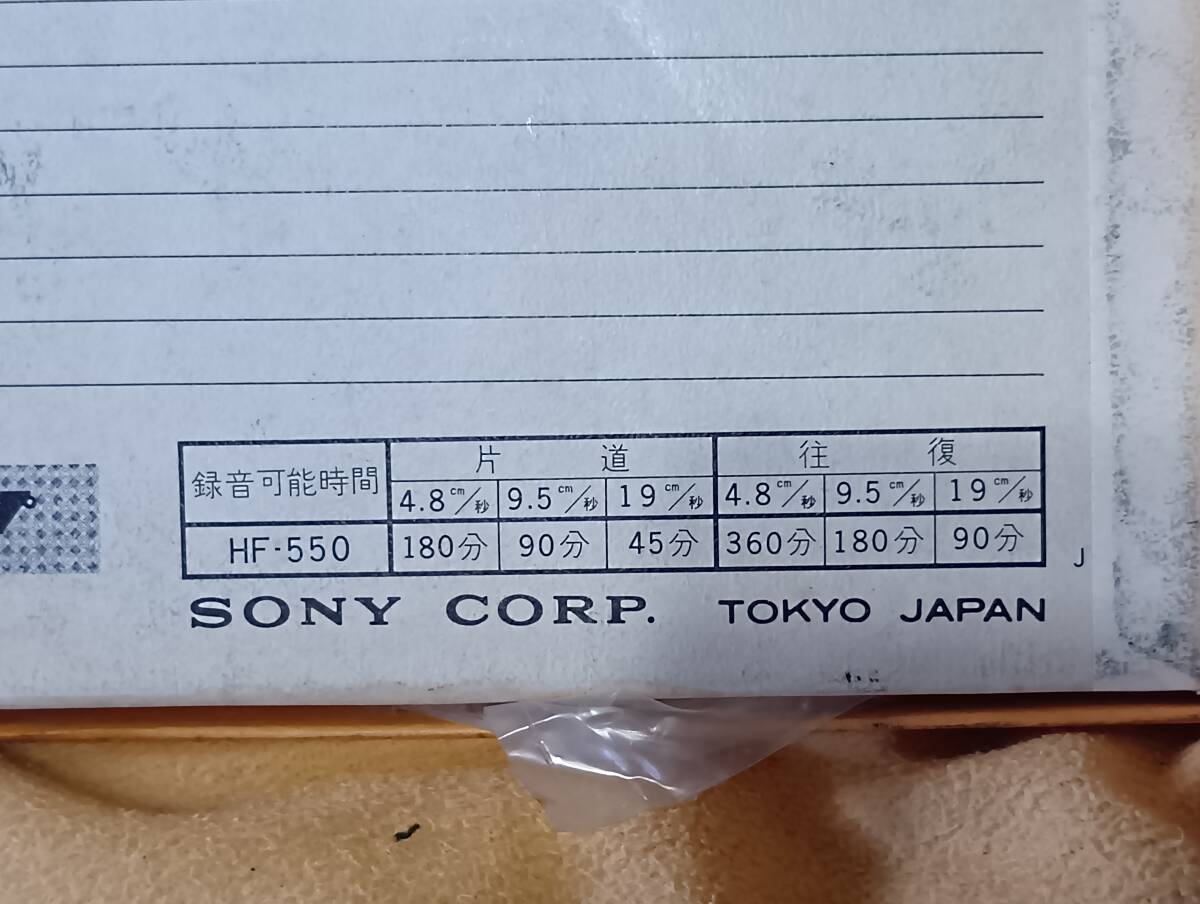 録音可能時間 片道 往復
4.8cm/秒 9.5cm/秒 19cm/秒 4.8cm/秒 9.5cm/秒 19cm/秒
HF-550 180分 90分 45分 360分 180分 90分
J
SONY CORP. TOKYO JAPAN